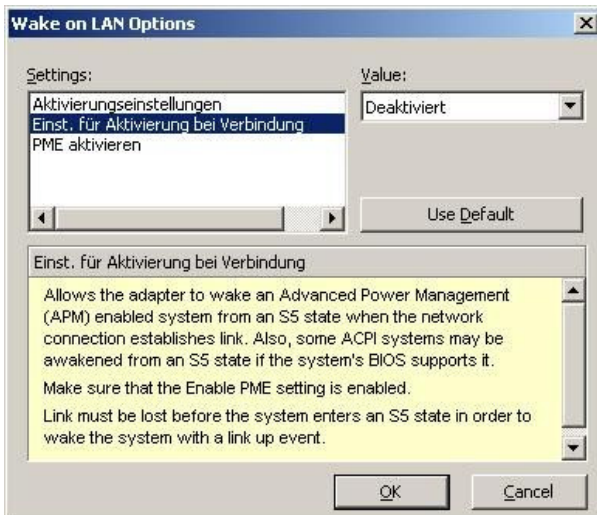 Wake on LAN Options
Settings:
Value:
Aktivierungseinstellungen
Einst. für Aktivierung bei Verbindung
PME aktivieren
Deaktiviert
Use Default
Einst. für Aktivierung bei Verbindung
Allows the adapter to wake an Advanced Power Management
(APM) enabled system from an S5 state when the network
connection establishes link. Also, some ACPI systems may be
awakened from an S5 state if the system's BIOS supports it.
Make sure that the Enable PME setting is enabled.
Link must be lost before the system enters an S5 state in order to
wake the system with a link up event.
OK
Cancel